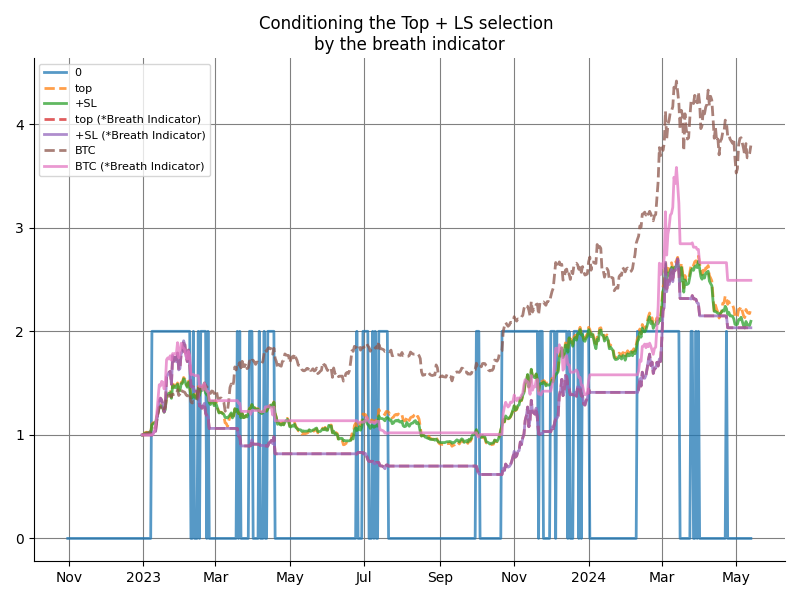 Conditioning the Top + LS selection
by the breath indicator
0
top
+SL
top (*Breath Indicator)
+SL (*Breath Indicator)
BTC
BTC (*Breath Indicator)
4
3
2
1
0
Nov 2023 Mar May Jul Sep Nov 2024 Mar May